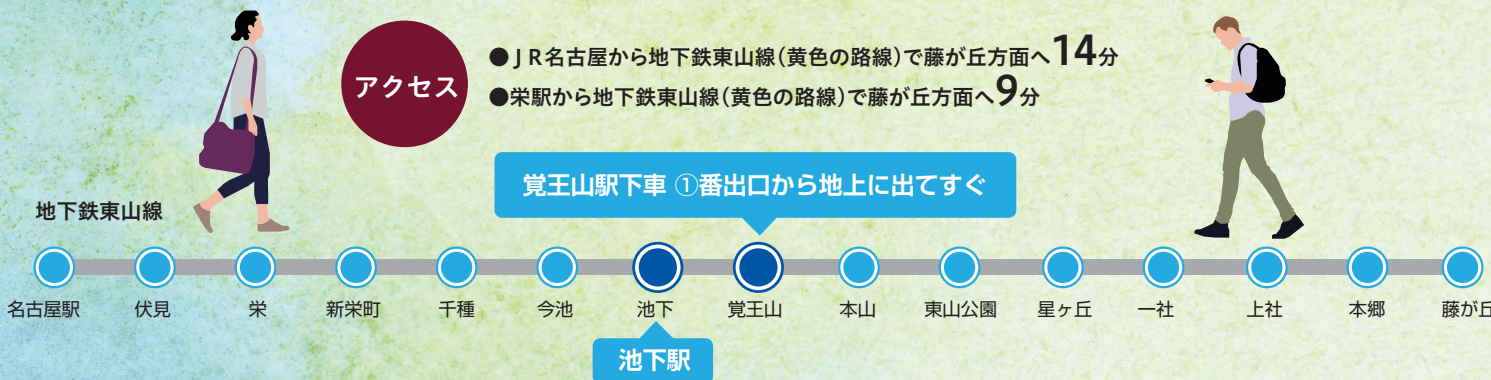 アクセス
●JR名古屋から地下鉄東山線(黄色の路線)で藤が丘方面へ14分
●栄駅から地下鉄東山線(黄色の路線)で藤が丘方面へ9分
覚王山駅下車 ①番出口から地上に出てすぐ
地下鉄東山線
名古屋駅 伏見 栄 新栄町 千種 今池 池下 覚王山 本山 東山公園 星ヶ丘 一社 上社 本郷 藤が丘
池下駅